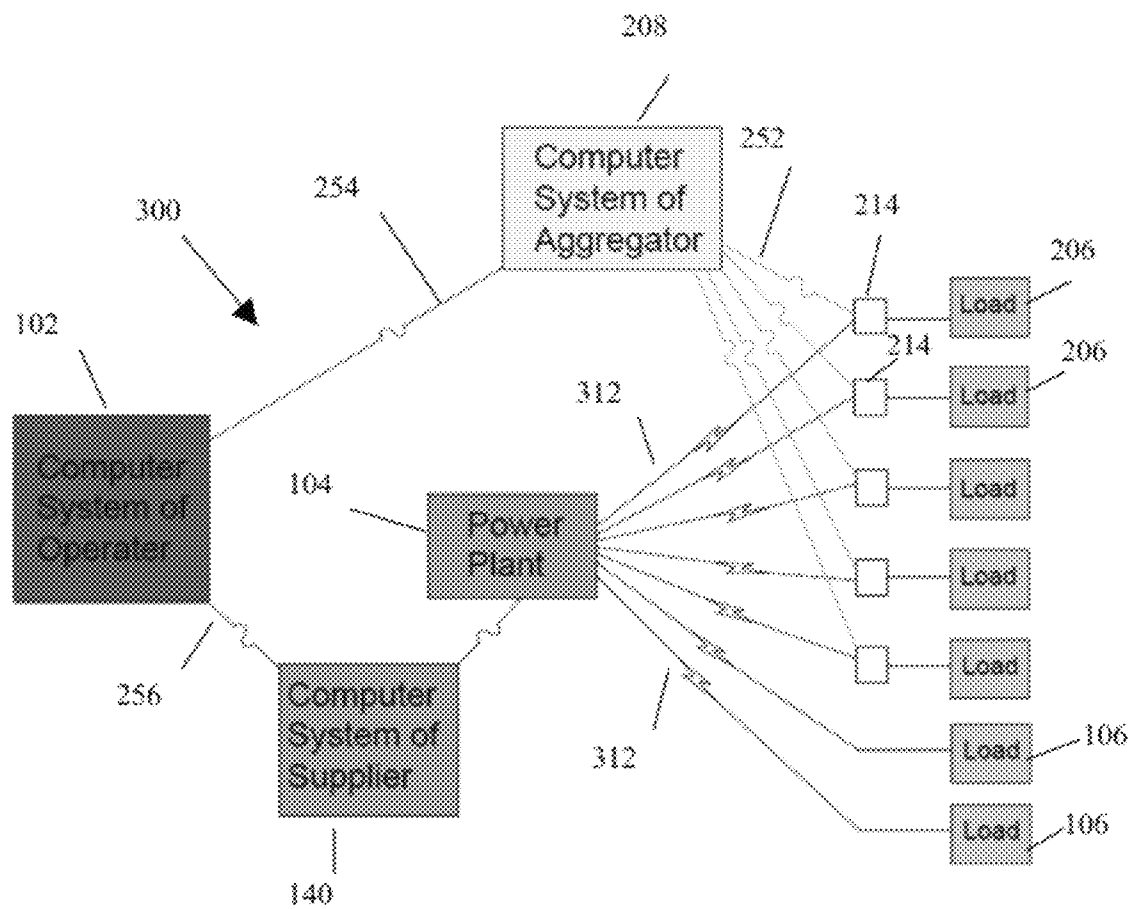 208
Computer
System of
Aggregator
252
254
214
300
206
Load
102
214
206
Load
312
Computer
System of
Operater
104
Power
Plant
Load
Load
256
Computer
System of
Supplier
312
Load
106
Load
106
Load
140